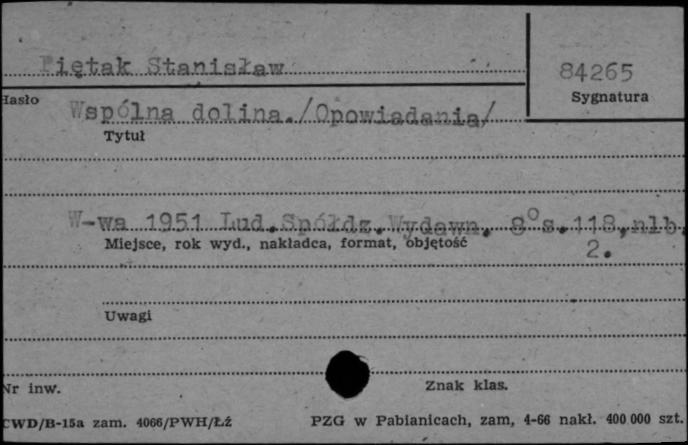 Piętak Stanisław
84265
Hasło
Sygnatura
Wspólna dolina./Opowiadania/
Tytuł
W-wa 1951 Lud.Spółdz.Wydawn. 8° s.118,nlb.
2.
Miejsce, rok wyd., nakładca, format, objętość
Uwagi
Nr inw.
Znak klas.
CWD/B-15a zam. 4066/PWH/Łż
PZG w Pabianicach, zam, 4-66 nakł. 400 000 szt.